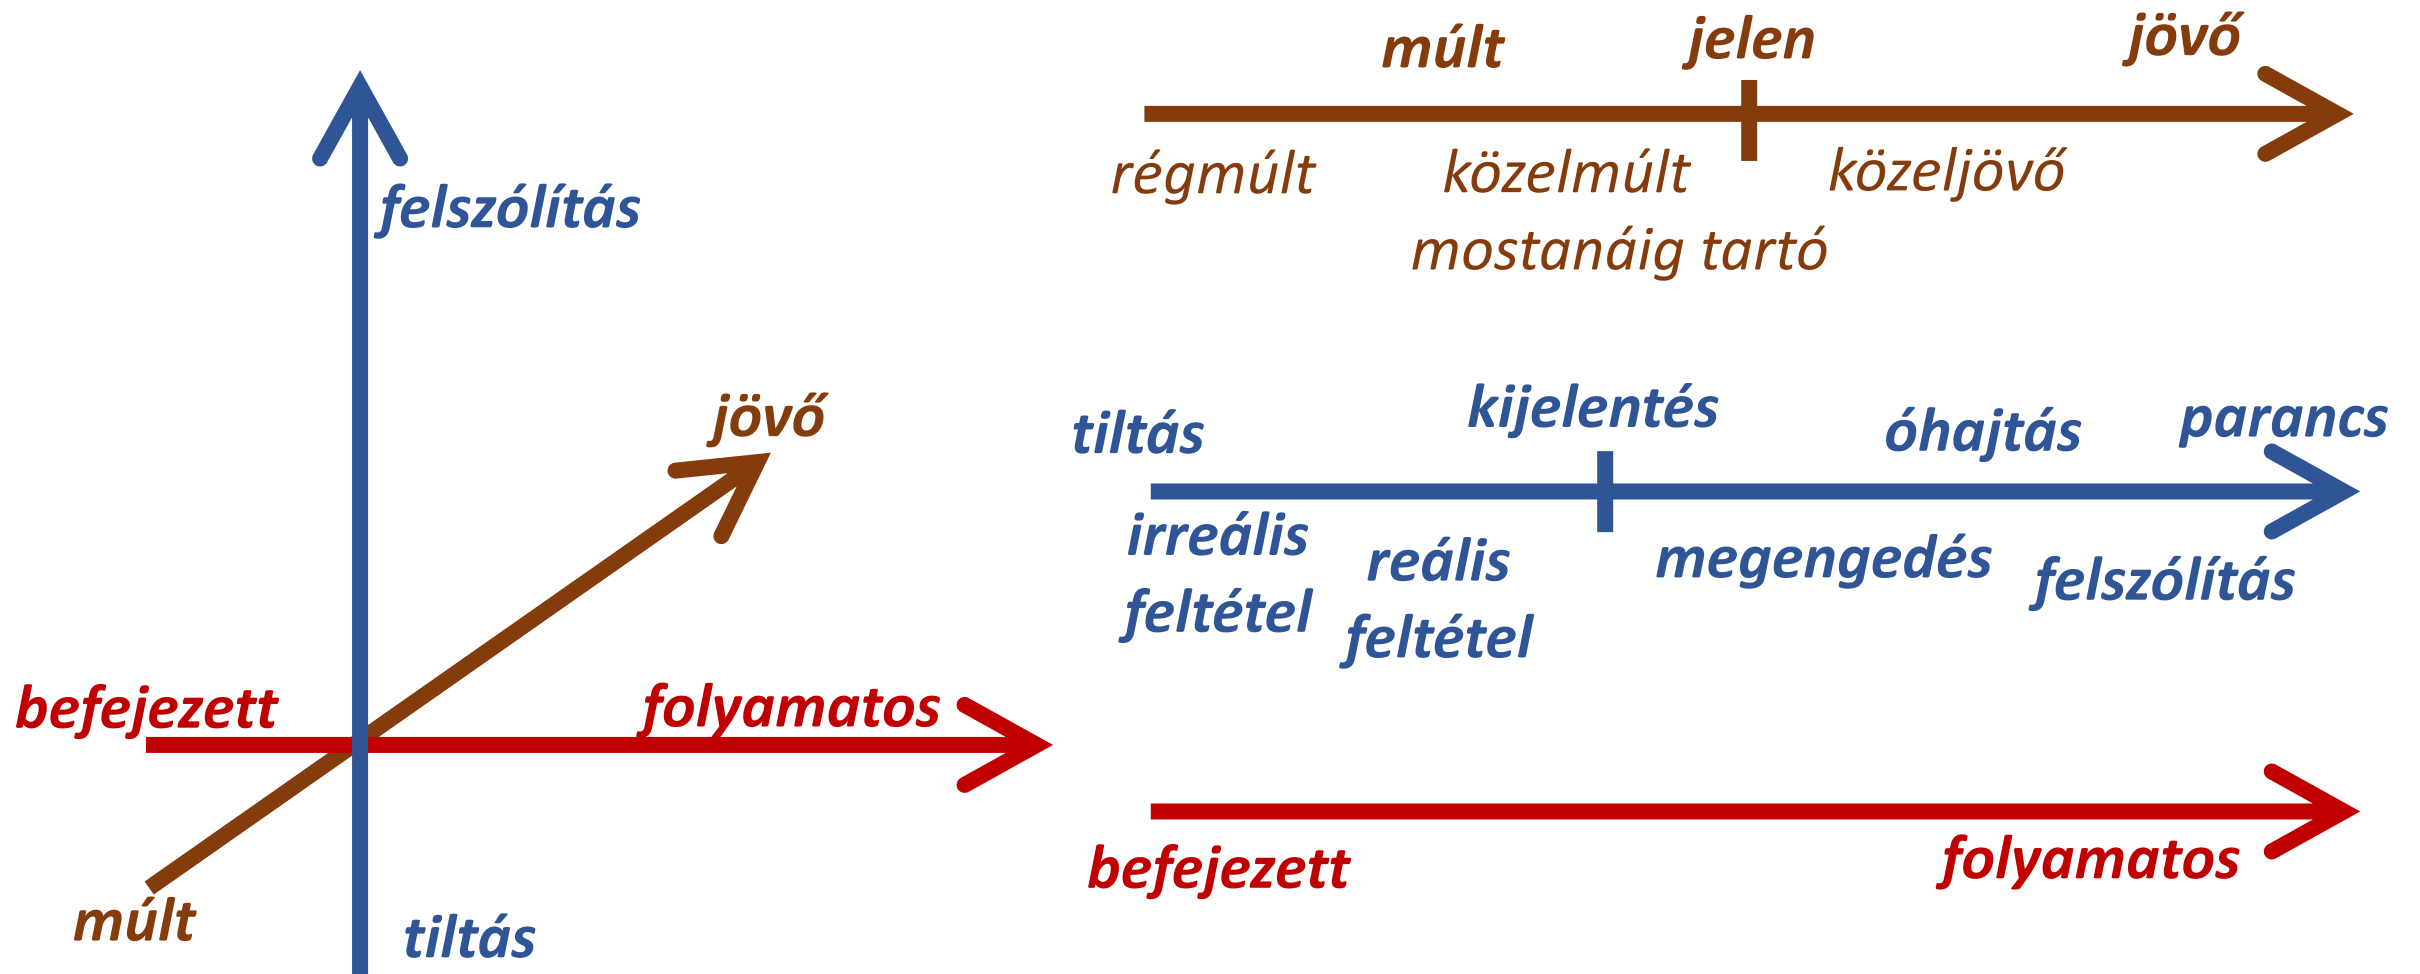 felszólítás
jövő
befejezett
folyamatos
múlt
tiltás
múlt
jelen
jövő
régmúlt
közelmúlt
közeljövő
mostanáig tartó
tiltás
kijelentés
óhajtás
parancs
irreális
feltétel
reális
feltétel
megengedés
felszólítás
befejezett
folyamatos